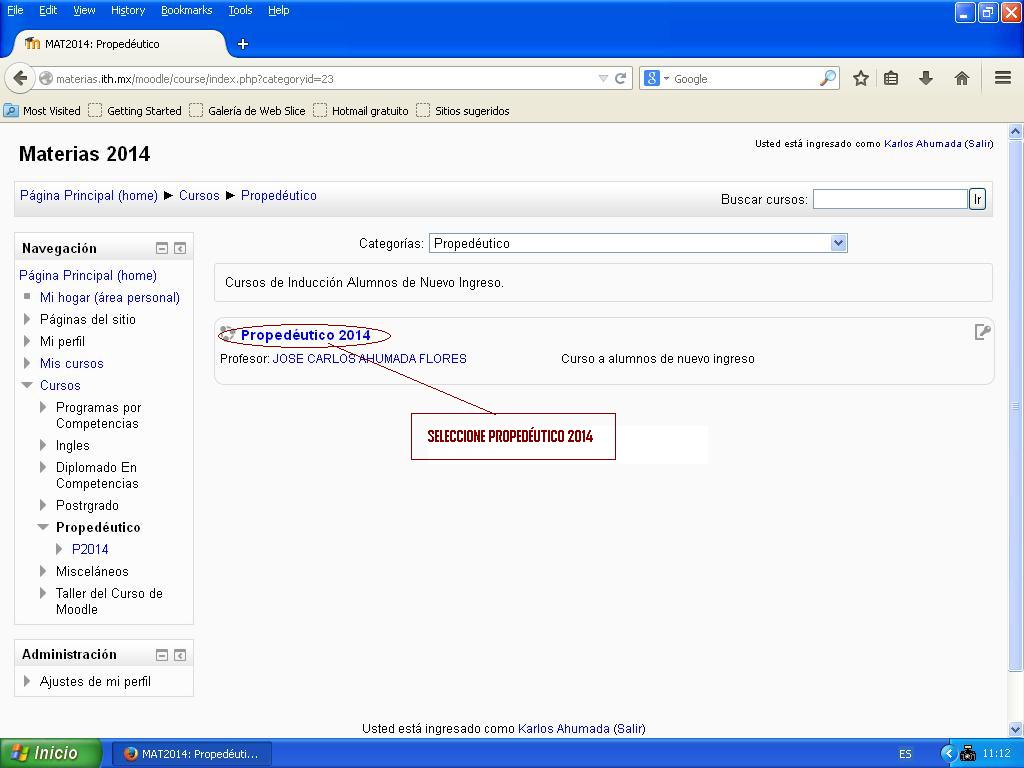 File Edit View History Bookmarks Tools Help
MAT2014: Propedéutico
materias.ith.mx/moodle/course/index.php?categoryid=23
Google
Most Visited Getting Started Galería de Web Slice Hotmail gratuito Sitios sugeridos
Materias 2014
Usted está ingresado como Karlos Ahumada (Salir)
Página Principal (home) ► Cursos ► Propedéutico
Buscar cursos: Ir
Navegación
Página Principal (home)
Mi hogar (área personal)
Páginas del sitio
Mi perfil
Mis cursos
Cursos
Programas por
Competencias
Ingles
Diplomado En
Competencias
Postrgrado
Propedéutico
P2014
Misceláneos
Taller del Curso de
Moodle
Administración
Ajustes de mi perfil
Categorías: Propedéutico
Cursos de Inducción Alumnos de Nuevo Ingreso.
Propedéutico 2014
Profesor: JOSE CARLOS AHUMADA FLORES
Curso a alumnos de nuevo ingreso
SELECCIONE PROPEDÉUTICO 2014
Usted está ingresado como Karlos Ahumada (Salir)
Inicio
MAT2014: Propedéuti...
ES
11:12